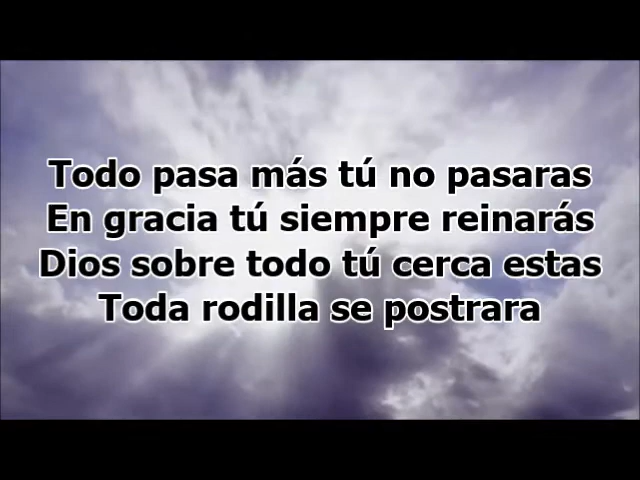 Todo pasa más tú no pasaras
En gracia tú siempre reinarás
Dios sobre todo tú cerca estas
Toda rodilla se postrara